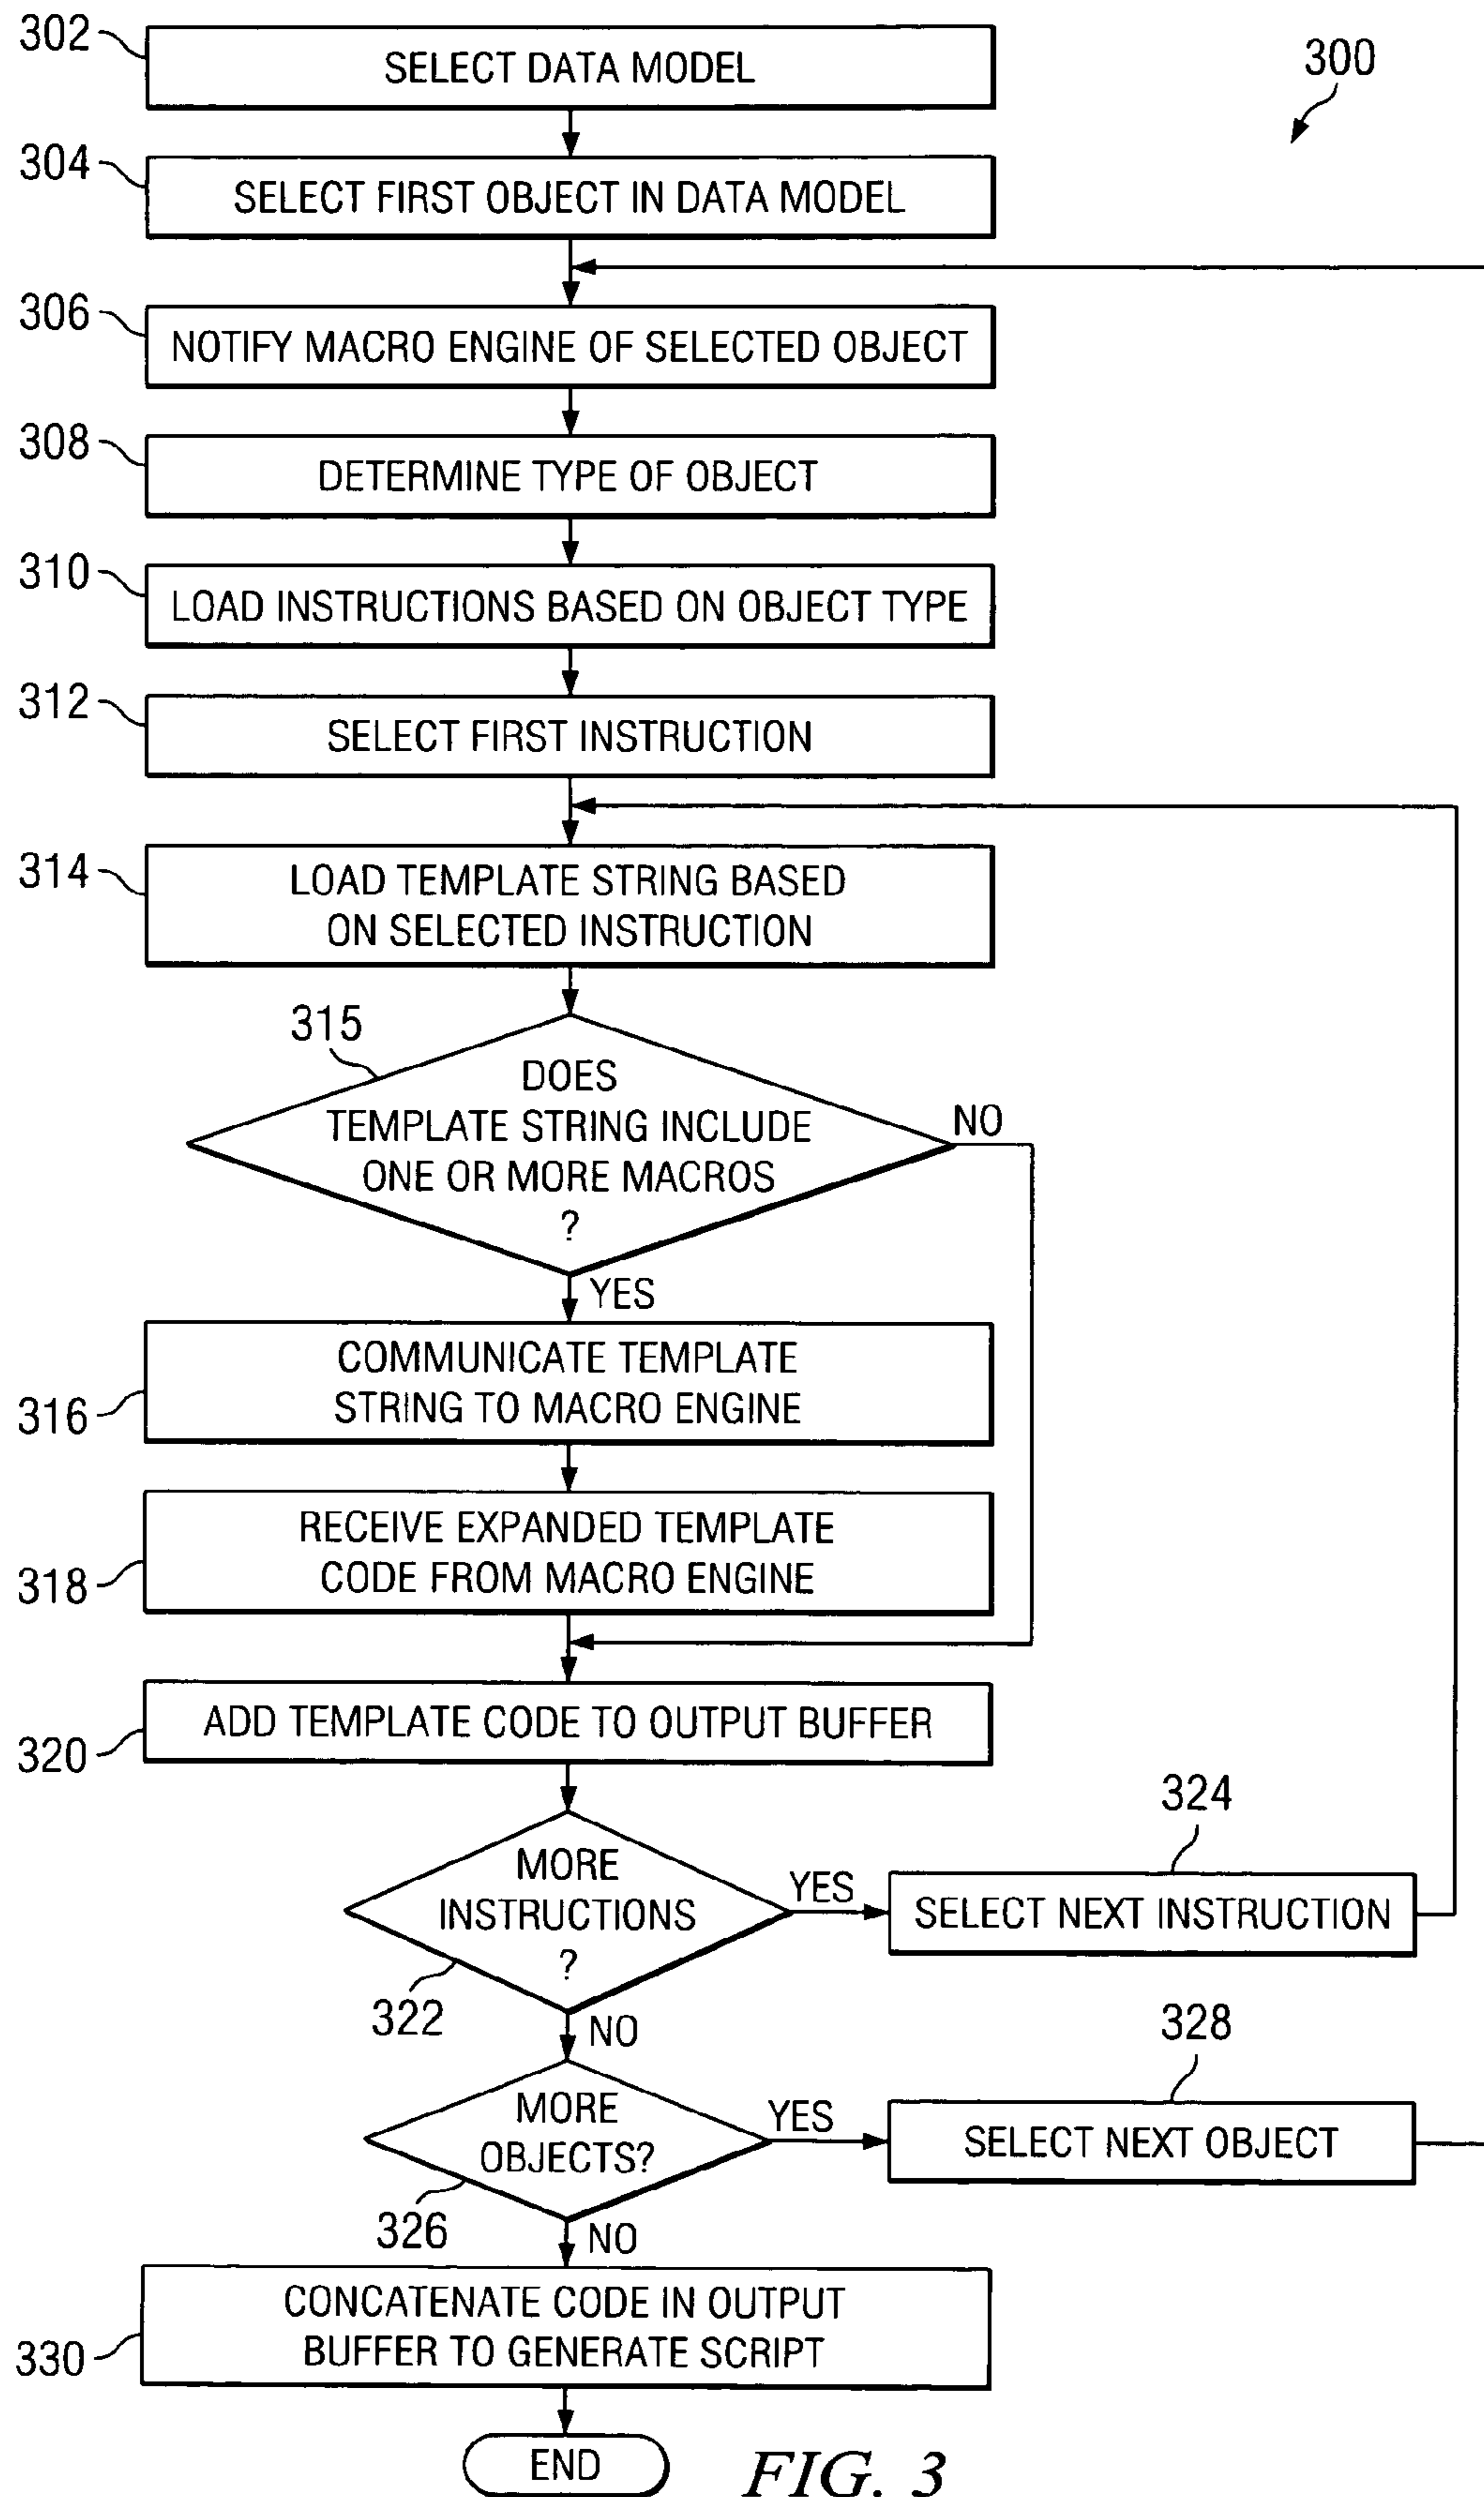 302
SELECT DATA MODEL
300
304
SELECT FIRST OBJECT IN DATA MODEL
306
NOTIFY MACRO ENGINE OF SELECTED OBJECT
308
DETERMINE TYPE OF OBJECT
310
LOAD INSTRUCTIONS BASED ON OBJECT TYPE
312
SELECT FIRST INSTRUCTION
314
LOAD TEMPLATE STRING BASED
ON SELECTED INSTRUCTION
315
DOES
TEMPLATE STRING INCLUDE
ONE OR MORE MACROS
?
NO
YES
316
COMMUNICATE TEMPLATE
STRING TO MACRO ENGINE
318
RECEIVE EXPANDED TEMPLATE
CODE FROM MACRO ENGINE
320
ADD TEMPLATE CODE TO OUTPUT BUFFER
322
MORE
INSTRUCTIONS
?
YES
324
SELECT NEXT INSTRUCTION
NO
326
MORE
OBJECTS?
YES
328
SELECT NEXT OBJECT
NO
330
CONCATENATE CODE IN OUTPUT
BUFFER TO GENERATE SCRIPT
END
FIG. 3